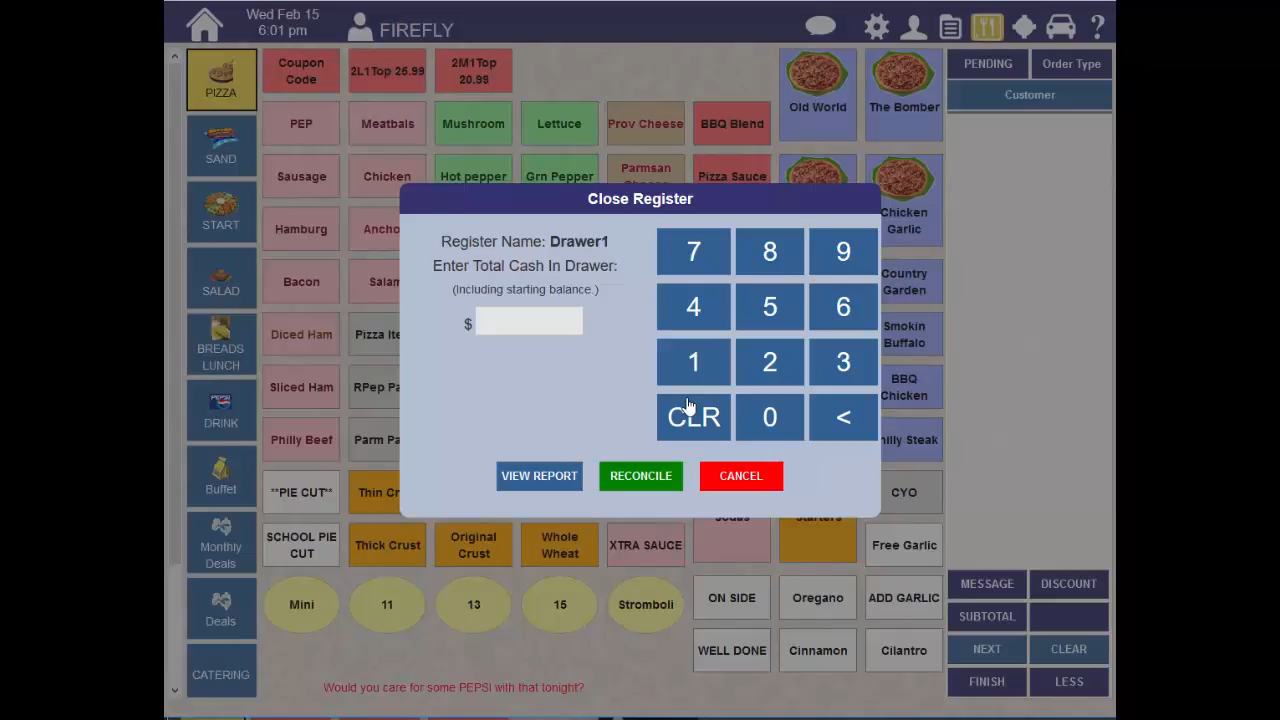 Wed Feb 15
6:01 pm
FIREFLY
?
PIZZA
SAND
START
SALAD
BREADS
LUNCH
DRINK
Buffet
Monthly
Deals
Deals
CATERING
Coupon
Code
2L1Top 26.99
2M1Top
20.99
Old World
The Bomber
PEP
Meatbals
Mushroom
Lettuce
Prov Cheese
BBQ Blend
Sausage
Chicken
Hot pepper
Grn Pepper
Parmsan
Pizza Sauce
Chicken
Garlic
Hamburg
Bacon
Country
Garden
Diced Ham
Smokin
Buffalo
Sliced Ham
BBQ
Chicken
Philly Beef
**PIE CUT**
CYO
SCHOOL PIE
CUT
Thick Crust
Original
Crust
Whole
Wheat
XTRA SAUCE
Free Garlic
Mini
11
13
15
Stromboli
ON SIDE
Oregano
ADD GARLIC
WELL DONE
Cinnamon
Cilantro
Would you care for some PEPSI with that tonight?
Close Register
Register Name: Drawer1
Enter Total Cash In Drawer:
(Including starting balance.)
$
7 8 9
4 5 6
1 2 3
CLR 0 <
VIEW REPORT
RECONCILE
CANCEL
PENDING
Order Type
Customer
MESSAGE
DISCOUNT
SUBTOTAL
NEXT
CLEAR
FINISH
LESS